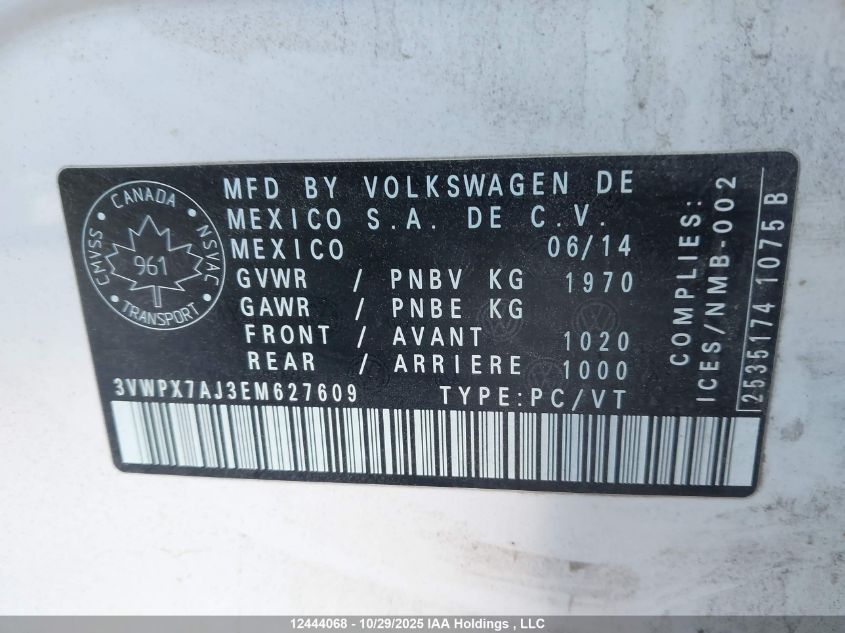 CANADA
CMVSS
NSVAC
961
TRANSPORT
MFD BY VOLKSWAGEN DE
MEXICO S.A. DE C.V.
MEXICO 06/14
GVWR / PNBV KG 1970
GAWR / PNBE KG
FRONT / AVANT 1020
REAR / ARRIERE 1000
3VWPX7AJ3EM627609 TYPE:PC/VT
COMPLIES:
ICES/NMB-002
2535174 1075 B
12444068 - 10/29/2025 IAA Holdings , LLC